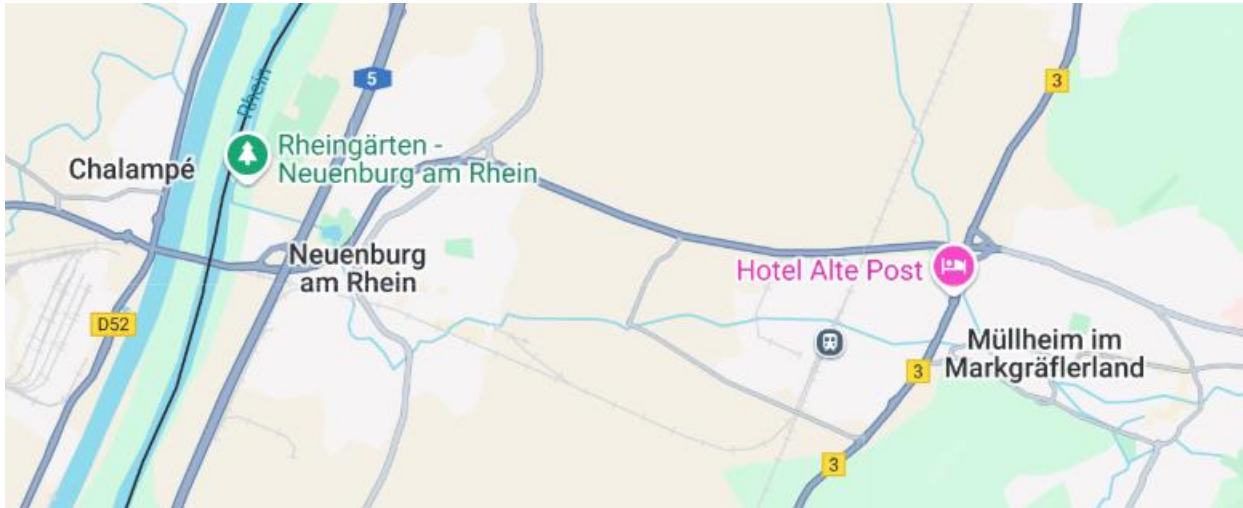 5
3
Rhein
Rheingärten -
Neuenburg am Rhein
Chalampé
Neuenburg
am Rhein
Hotel Alte Post
D52
Müllheim im
Markgräflerland
3
3